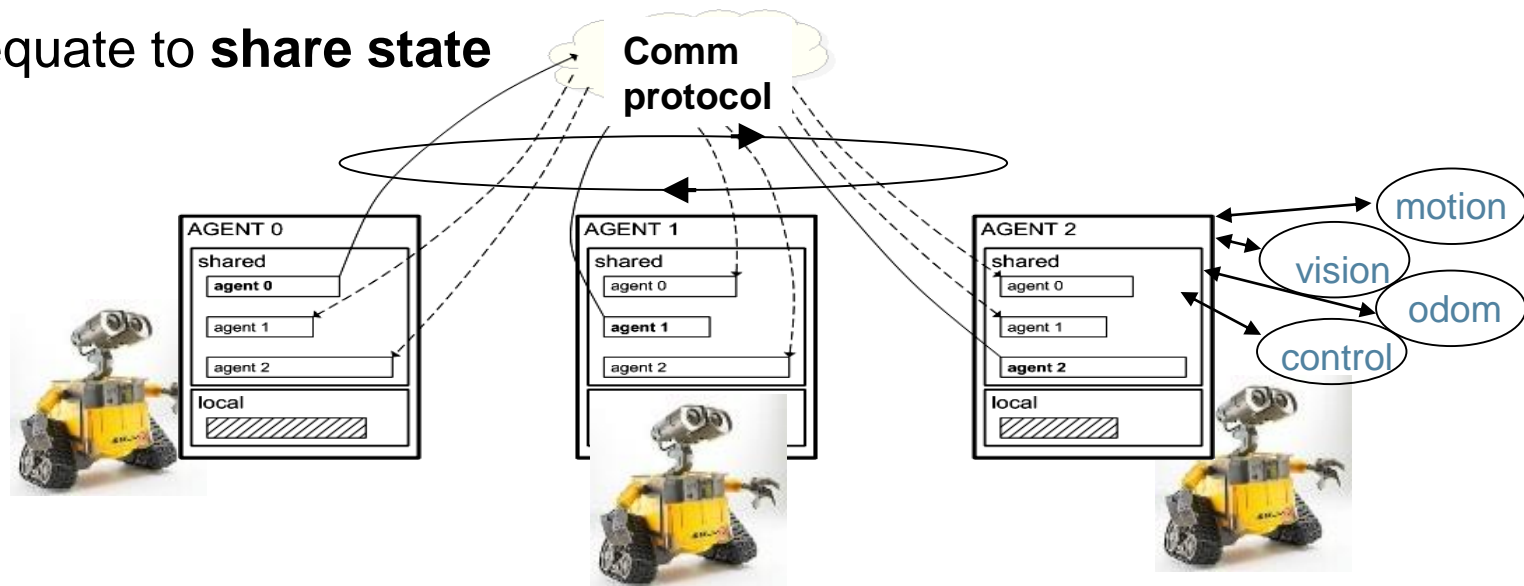 equate to share state
Comm
protocol
AGENT 0
shared
agent 0
agent 1
agent 2
local
AGENT 1
shared
agent 0
agent 1
agent 2
AGENT 2
shared
agent 0
agent 1
agent 2
local
motion
vision
odom
control